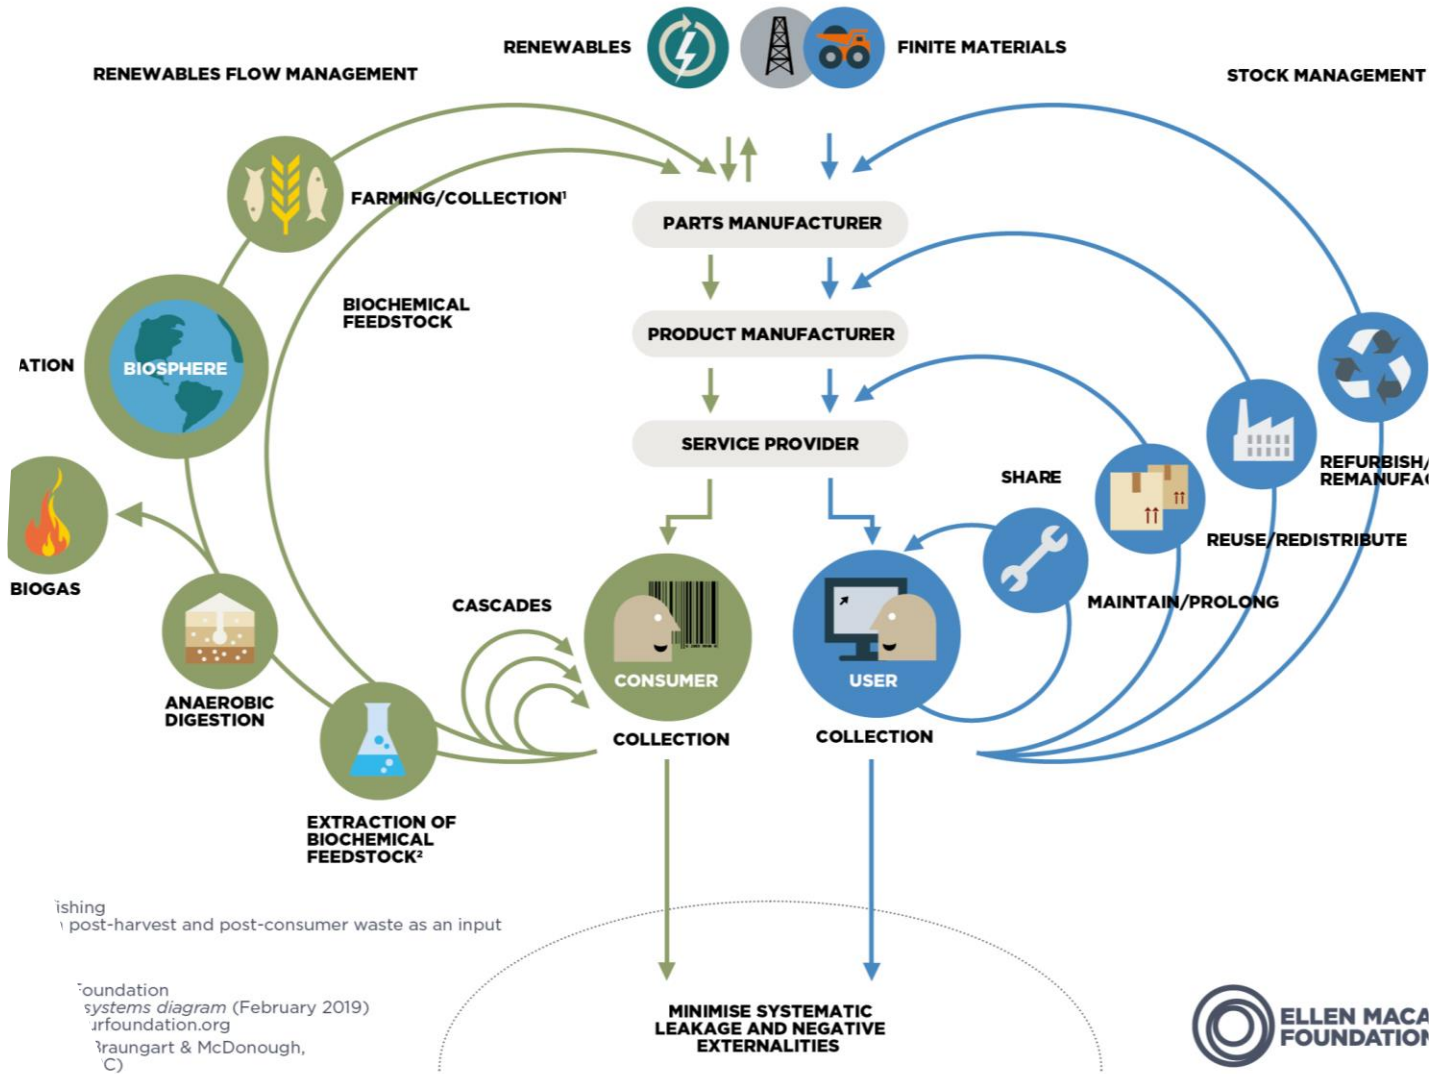 RENEWABLES
FINITE MATERIALS
RENEWABLES FLOW MANAGEMENT
STOCK MANAGEMENT
FARMING/COLLECTION¹
PARTS MANUFACTURER
BIOCHEMICAL
FEEDSTOCK
PRODUCT MANUFACTURER
ATION
BIOSPHERE
SERVICE PROVIDER
SHARE
REFURBISH/
REMANUFAC
REUSE/REDISTRIBUTE
BIOGAS
CASCADES
MAINTAIN/PROLONG
CONSUMER
USER
ANAEROBIC
DIGESTION
COLLECTION
COLLECTION
EXTRACTION OF
BIOCHEMICAL
FEEDSTOCK²
ishing
post-harvest and post-consumer waste as an input
oundation
systems diagram (February 2019)
urfoundation.org
Braungart & McDonough,
C)
MINIMISE SYSTEMATIC
LEAKAGE AND NEGATIVE
EXTERNALITIES
ELLEN MACA
FOUNDATION